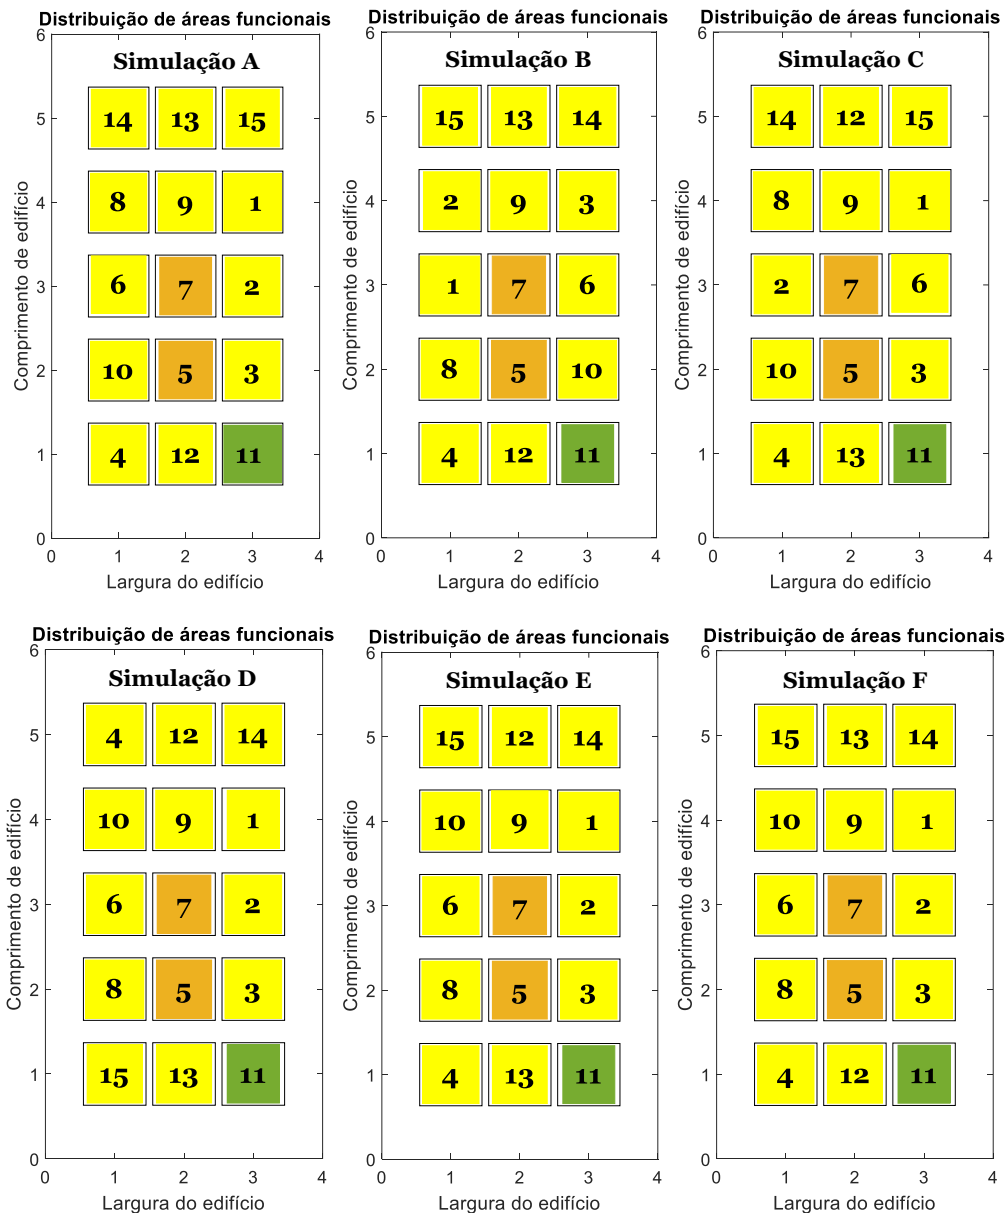 Distribuição de áreas funcionais
Simulação A
6
5
4
3
2
1
0
14 13 15
8 9 1
6 7 2
10 5 3
4 12 11
0 1 2 3 4
Comprimento de edifício
Largura do edifício
Distribuição de áreas funcionais
Simulação B
6
5
4
3
2
1
0
15 13 14
2 9 3
1 7 6
8 5 10
4 12 11
0 1 2 3 4
Comprimento de edifício
Largura do edifício
Distribuição de áreas funcionais
Simulação C
6
5
4
3
2
1
0
14 12 15
8 9 1
2 7 6
10 5 3
4 13 11
0 1 2 3 4
Comprimento de edifício
Largura do edifício
Distribuição de áreas funcionais
Simulação D
6
5
4
3
2
1
0
4 12 14
10 9 1
6 7 2
8 5 3
15 13 11
0 1 2 3 4
Comprimento de edifício
Largura do edifício
Distribuição de áreas funcionais
Simulação E
6
5
4
3
2
1
0
15 12 14
10 9 1
6 7 2
8 5 3
4 13 11
0 1 2 3 4
Comprimento de edifício
Largura do edifício
Distribuição de áreas funcionais
Simulação F
6
5
4
3
2
1
0
15 13 14
10 9 1
6 7 2
8 5 3
4 12 11
0 1 2 3 4
Comprimento de edifício
Largura do edifício